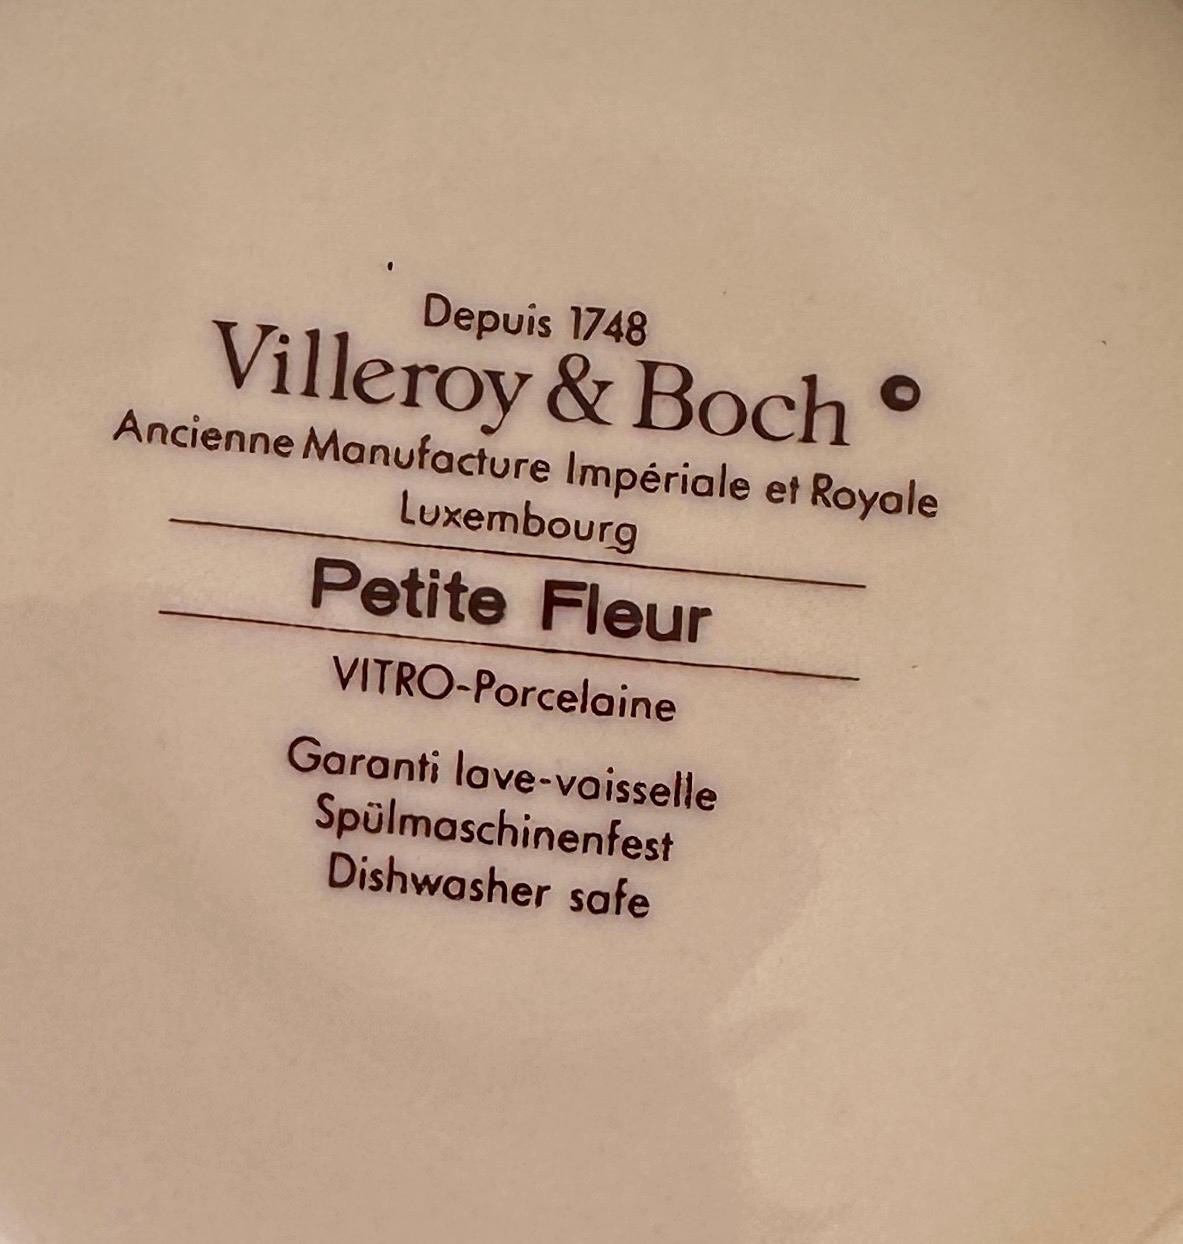 Depuis 1748
Villeroy & Boch ©
Ancienne Manufacture Impériale et Royale
Luxembourg
Petite Fleur
VITRO-Porcelaine
Garanti lave-vaisselle
Spülmaschinenfest
Dishwasher safe